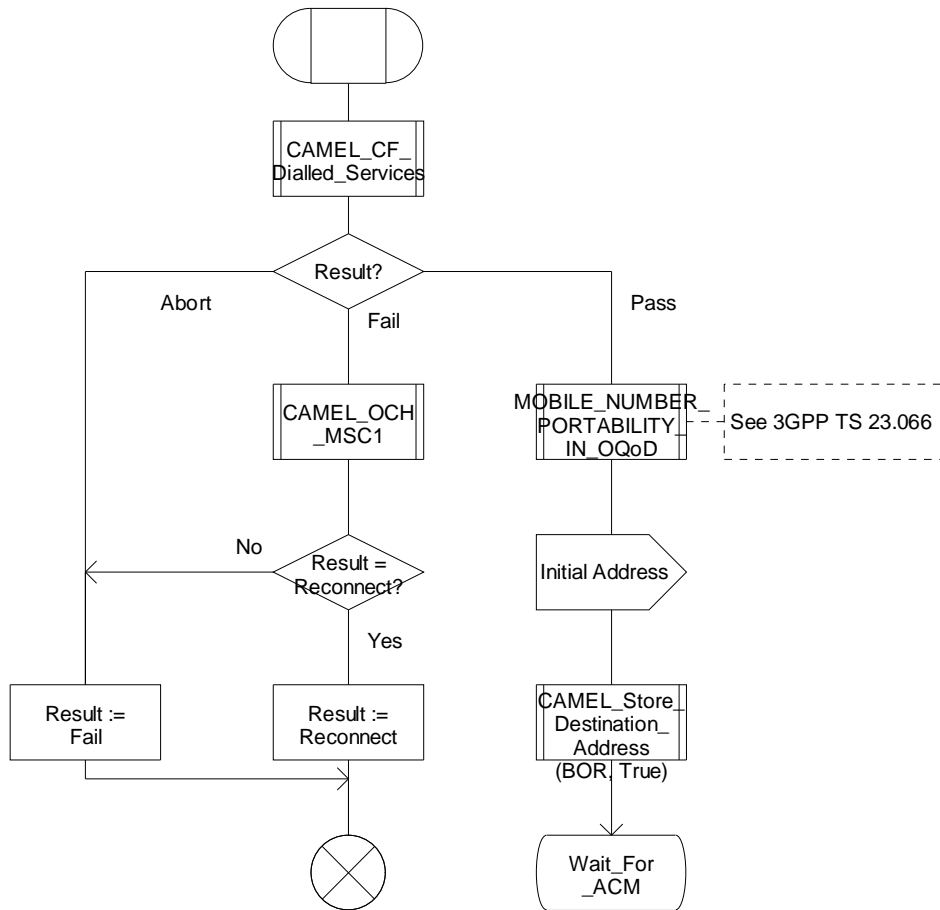 CAMEL_CF_
Dialled_Services
Result?
Abort
Pass
Fail
CAMEL_OCH
_MSC1
MOBILE_NUMBER_
PORTABILITY_
IN_OQoD
See 3GPP TS 23.066
No
Result =
Reconnect?
Initial Address
Yes
Result :=
Fail
Result :=
Reconnect
CAMEL_Store_
Destination_
Address
(BOR, True)
Wait_For
_ACM